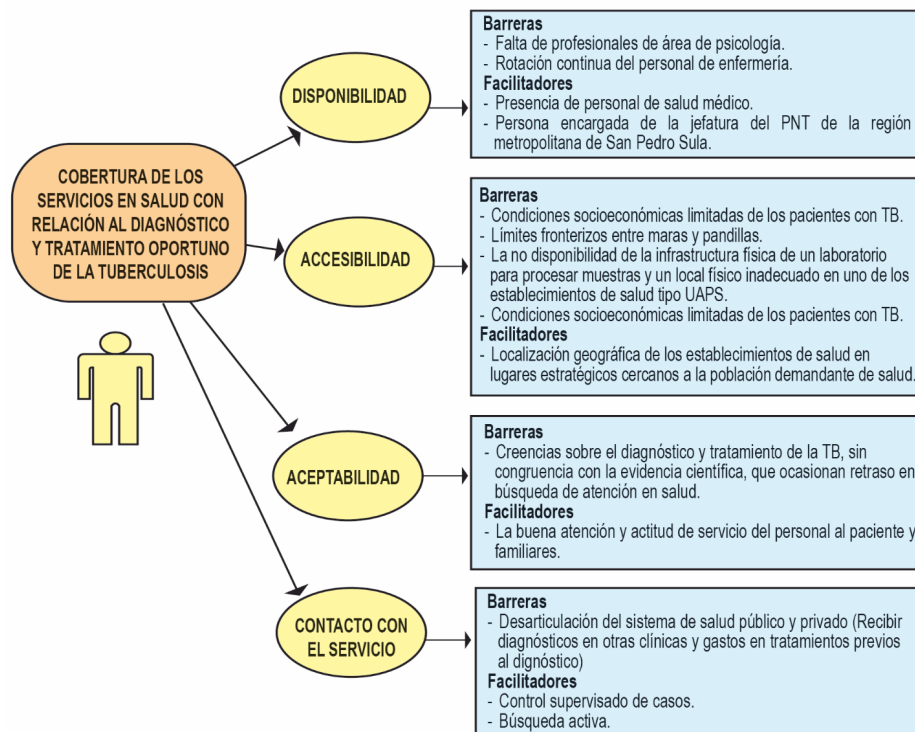 COBERTURA DE LOS
SERVICIOS EN SALUD CON
RELACIÓN AL DIAGNÓSTICO
Y TRATAMIENTO OPORTUNO
DE LA TUBERCULOSIS
DISPONIBILIDAD
Barreras
- Falta de profesionales de área de psicología.
- Rotación continua del personal de enfermería.
Facilitadores
- Presencia de personal de salud médico.
- Persona encargada de la jefatura del PNT de la región
metropolitana de San Pedro Sula.
ACCESIBILIDAD
Barreras
- Condiciones socioeconómicas limitadas de los pacientes con TB.
- Límites fronterizos entre maras y pandillas.
- La no disponibilidad de la infrastructura física de un laboratorio
para procesar muestras y un local físico inadecuado en uno de los
establecimientos de salud tipo UAPS.
- Condiciones socioeconómicas limitadas de los pacientes con TB.
Facilitadores
- Localización geográfica de los establecimientos de salud en
lugares estratégicos cercanos a la población demandante de salud.
ACEPTABILIDAD
Barreras
- Creencias sobre el diagnóstico y tratamiento de la TB, sin
congruencia con la evidencia científica, que ocasionan retraso en
búsqueda de atención en salud.
Facilitadores
- La buena atención y actitud de servicio del personal al paciente y
familiares.
CONTACTO CON
EL SERVICIO
Barreras
- Desarticulación del sistema de salud público y privado (Recibir
diagnósticos en otras clínicas y gastos en tratamientos previos
al dignóstico)
Facilitadores
- Control supervisado de casos.
- Búsqueda activa.